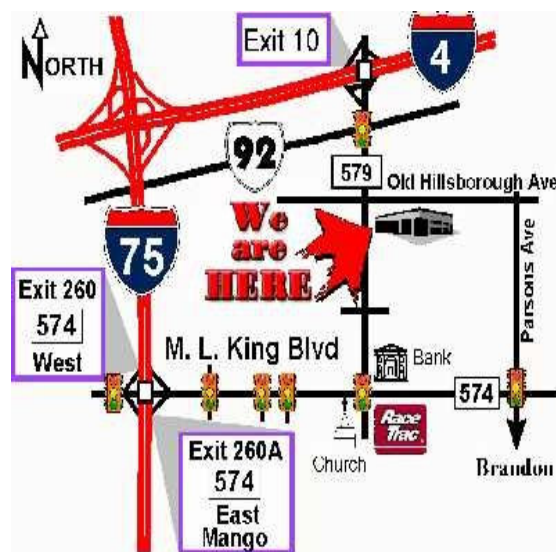 NORTH
Exit 10
4
92
579
Old Hillsborough Ave
We
are
HERE
75
Parsons Ave
Exit 260
574
West
M. L. King Blvd
Bank
574
Race
Trac
Church
Exit 260A
574
East
Mango
Brandon